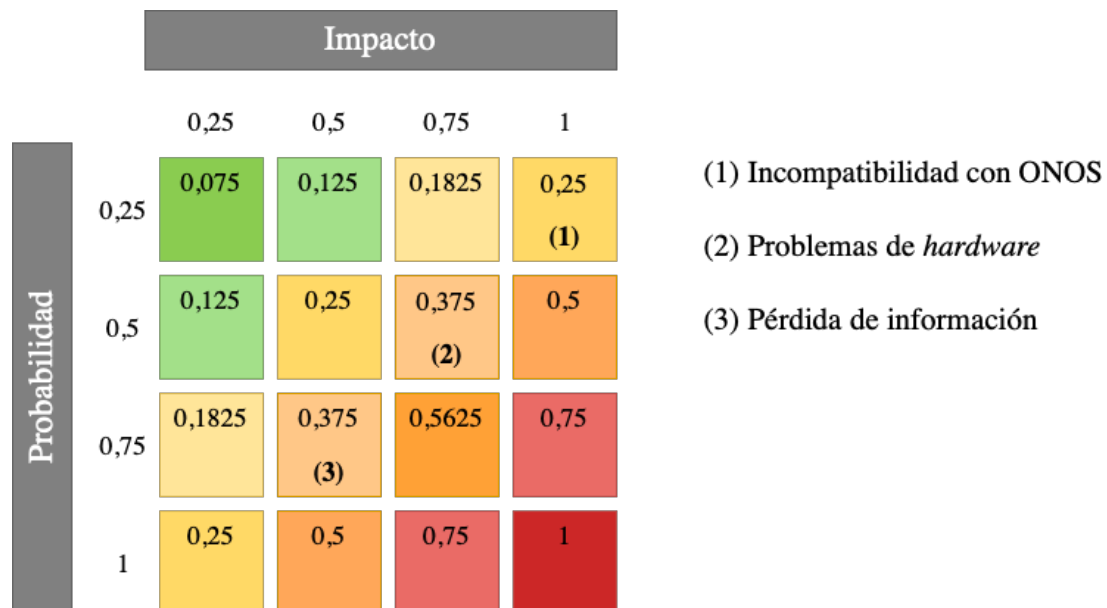 Impacto
0,25 0,5 0,75 1
Probabilidad
0,25
0,075 0,125 0,1825 0,25
(1)
0,5
0,125 0,25 0,375 0,5
(2)
0,75
0,1825 0,375 0,5625 0,75
(3)
1
0,25 0,5 0,75 1
(1) Incompatibilidad con ONOS
(2) Problemas de hardware
(3) Pérdida de información